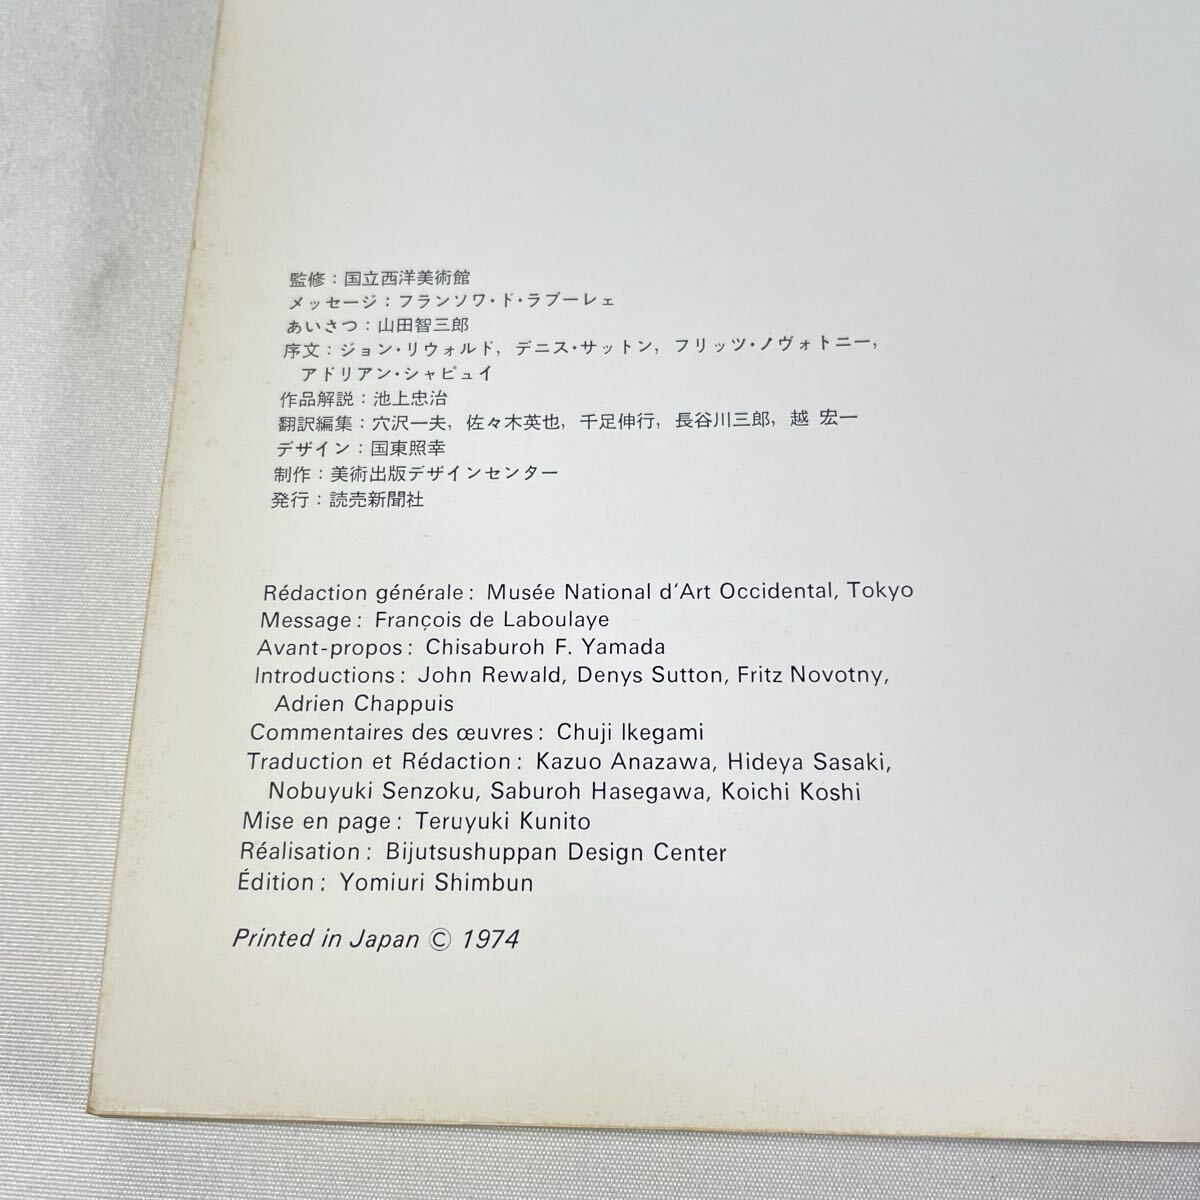 監修：国立西洋美術館
メッセージ：フランソワ・ド・ラブーレェ
あいさつ：山田智三郎
序文：ジョン・リウォルド，デニス・サットン，フリッツ・ノヴォトニー，
アドリアン・シャピュイ
作品解説：池上忠治
翻訳編集：穴沢一夫，佐々木英也，千足伸行，長谷川三郎，越 宏一
デザイン：国東照幸
制作：美術出版デザインセンター
発行：読売新聞社
Rédaction générale: Musée National d'Art Occidental, Tokyo
Message: François de Laboulaye
Avant-propos: Chisaburoh F. Yamada
Introductions: John Rewald, Denys Sutton, Fritz Novotny,
Adrien Chappuis
Commentaires des œuvres: Chuji Ikegami
Traduction et Rédaction: Kazuo Anazawa, Hideya Sasaki,
Nobuyuki Senzoku, Saburoh Hasegawa, Koichi Koshi
Mise en page: Teruyuki Kunito
Réalisation: Bijutsushuppan Design Center
Édition: Yomiuri Shimbun
Printed in Japan © 1974